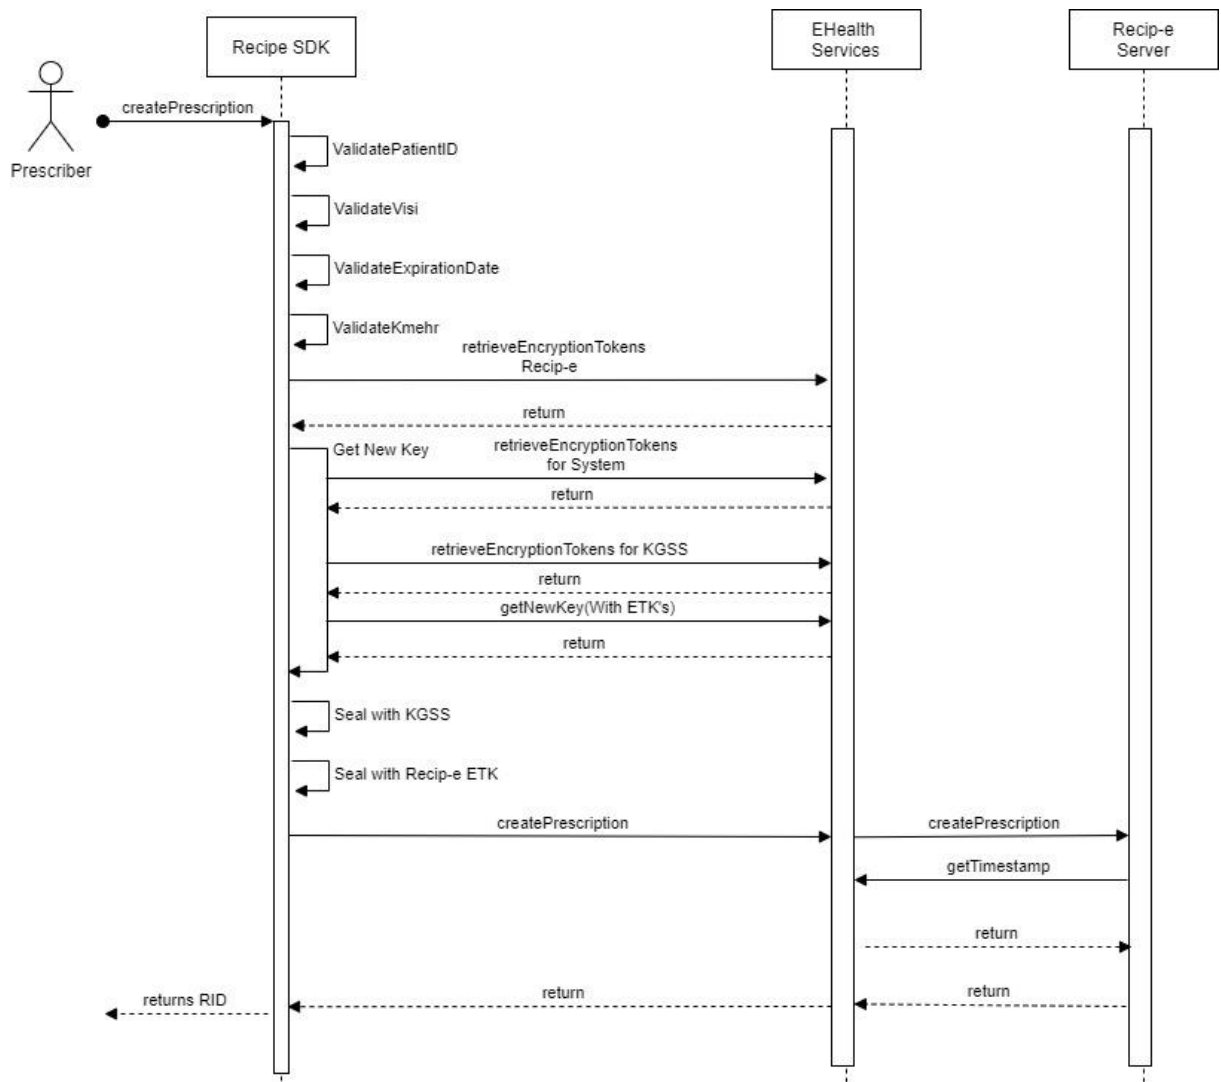 Recipe SDK
EHealth
Services
Recip-e
Server
Prescriber
createPrescription
ValidatePatientID
ValidateVisi
ValidateExpirationDate
ValidateKmehr
retrieveEncryptionTokens
Recip-e
return
Get New Key
retrieveEncryptionTokens
for System
return
retrieveEncryptionTokens for KGSS
return
getNewKey(With ETK's)
return
Seal with KGSS
Seal with Recip-e ETK
createPrescription
createPrescription
getTimestamp
return
return
return
returns RID